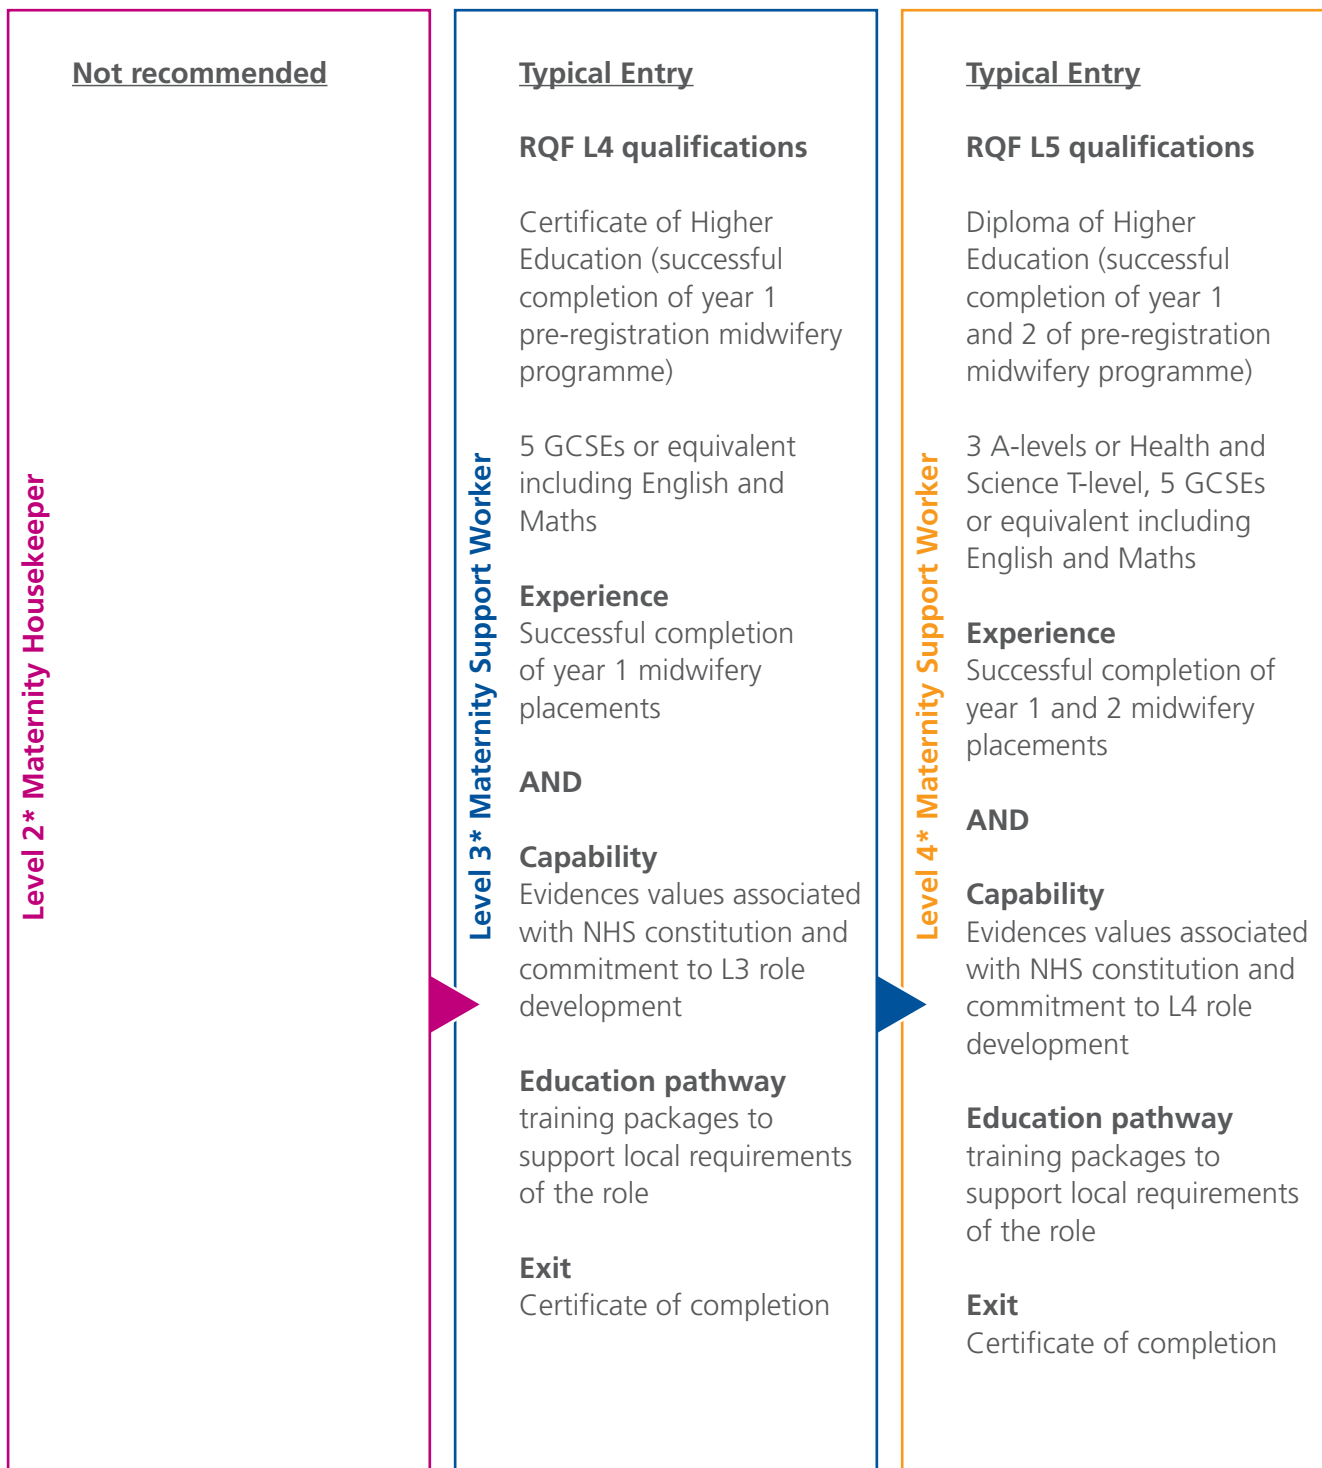 Level 2* Maternity Housekeeper
Not recommended
Level 3* Maternity Support Worker
Typical Entry
RQF L4 qualifications
Certificate of Higher
Education (successful
completion of year 1
pre-registration midwifery
programme)
5 GCSEs or equivalent
including English and
Maths
Experience
Successful completion
of year 1 midwifery
placements
AND
Capability
Evidences values associated
with NHS constitution and
commitment to L3 role
development
Education pathway
training packages to
support local requirements
of the role
Exit
Certificate of completion
Level 4* Maternity Support Worker
Typical Entry
RQF L5 qualifications
Diploma of Higher
Education (successful
completion of year 1
and 2 of pre-registration
midwifery programme)
3 A-levels or Health and
Science T-level, 5 GCSEs
or equivalent including
English and Maths
Experience
Successful completion of
year 1 and 2 midwifery
placements
AND
Capability
Evidences values associated
with NHS constitution and
commitment to L4 role
development
Education pathway
training packages to
support local requirements
of the role
Exit
Certificate of completion